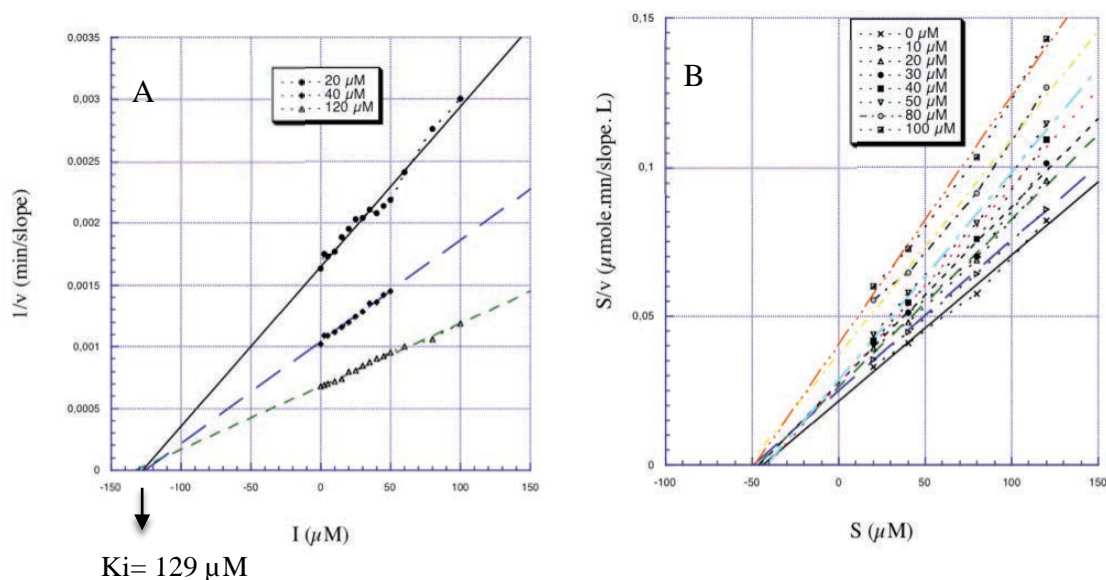 A
1/v (min/slope)
0,0035
0,003
0,0025
0,002
0,0015
0,001
0,0005
0
20 µM
40 µM
120 µM
-150 -100 -50 0 50 100 150
I (µM)
Ki= 129 µM
B
S/v (µmole.mn/slope. L)
0,15
0,1
0,05
0
0 µM
10 µM
20 µM
30 µM
40 µM
50 µM
80 µM
100 µM
-100 -50 0 50 100 150
S (µM)